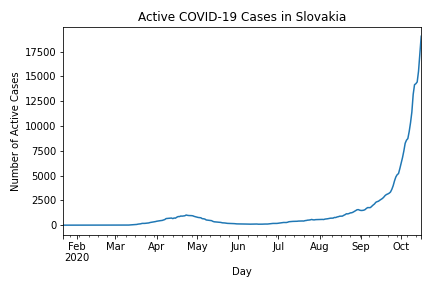 Active COVID-19 Cases in Slovakia
Number of Active Cases
17500
15000
12500
10000
7500
5000
2500
0
Feb Mar Apr May Jun Jul Aug Sep Oct
2020
Day